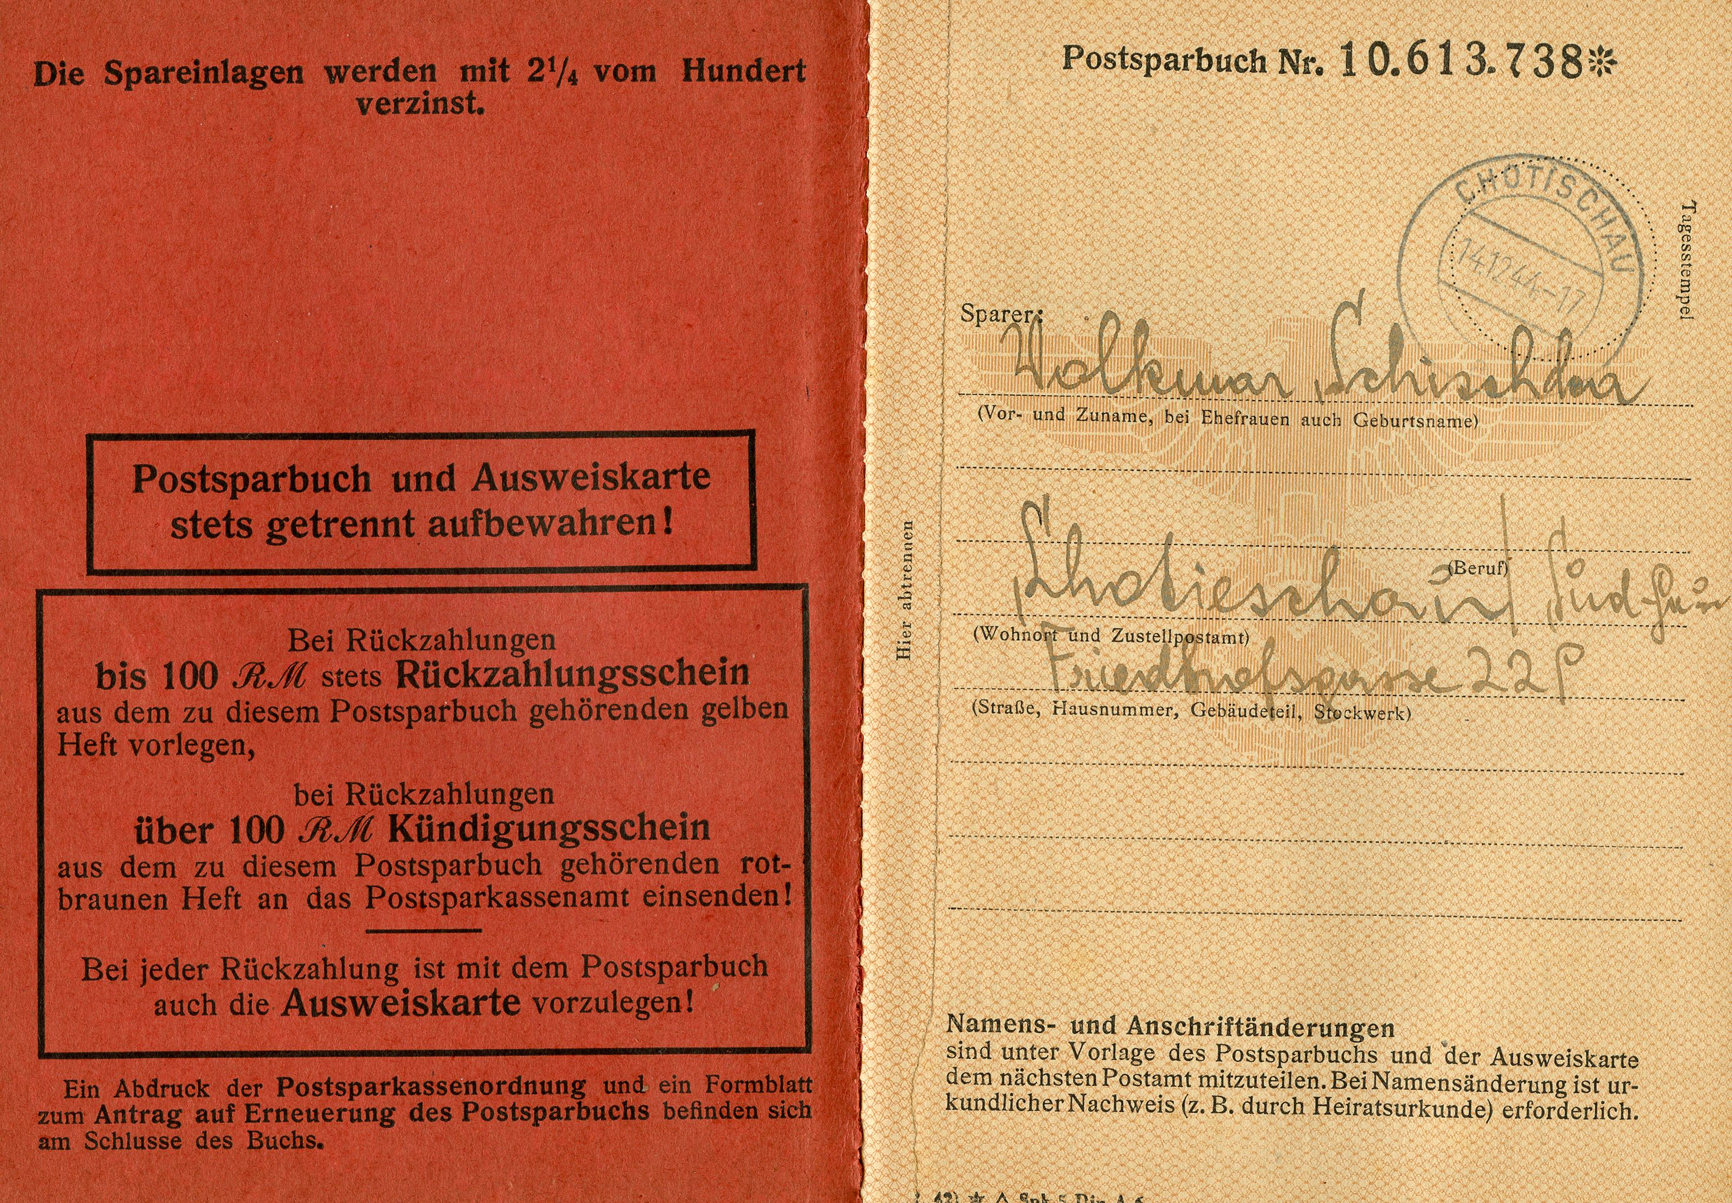 Die Spareinlagen werden mit 2¼ vom Hundert
verzinst.
Postsparbuch und Ausweiskarte
stets getrennt aufbewahren!
Bei Rückzahlungen
bis 100 RM stets Rückzahlungsschein
aus dem zu diesem Postsparbuch gehörenden gelben
Heft vorlegen,
bei Rückzahlungen
über 100 RM Kündigungsschein
aus dem zu diesem Postsparbuch gehörenden rot-
braunen Heft an das Postsparkassenamt einsenden!
Bei jeder Rückzahlung ist mit dem Postsparbuch
auch die Ausweiskarte vorzulegen!
Ein Abdruck der Postsparkassenordnung und ein Formblatt
zum Antrag auf Erneuerung des Postsparbuchs befinden sich
am Schlusse des Buchs.
Hier abtrennen
Postsparbuch Nr. 10.613.738*
CHOTISCHAU
14.12.44-17
Tagesstempel
Sparer:
Volkmar
(Vor- und Zuname, bei Ehefrauen auch Geburtsname)
(Beruf)
Chotieschau
(Wohnort und Zustellpostamt)
Friedhofsgasse 22
(Straße, Hausnummer, Gebäudeteil, Stockwerk)
Namens- und Anschriftänderungen
sind unter Vorlage des Postsparbuchs und der Ausweiskarte
dem nächsten Postamt mitzuteilen. Bei Namensänderung ist ur-
kundlicher Nachweis (z. B. durch Heiratsurkunde) erforderlich.